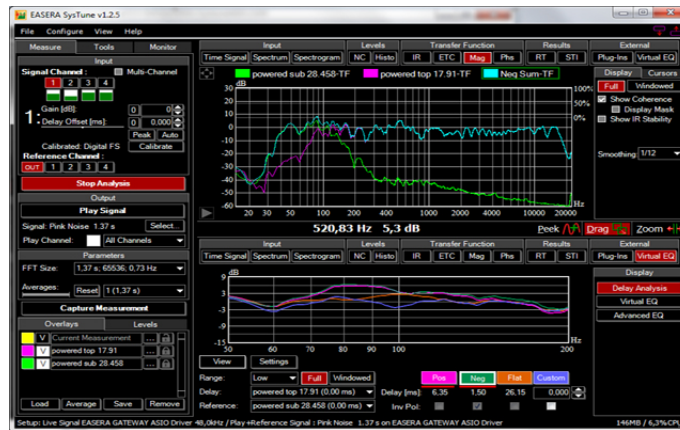 EASERA SysTune v1.2.5
File Configure View Help
Measure Tools Monitor
Input
Signal Channel : Multi-Channel
1 2 3 4
1: Gain [dB]: 0 0
Delay Offset [ms]: 0 0.000
Peak Auto
Calibrated: Digital FS Calibrate
Reference Channel :
OUT 1 2 3 4
Stop Analysis
Output
Play Signal
Signal: Pink Noise 1.37 s Select...
Play Channel: All Channels
Parameters
FFT Size: 1,37 s; 65536; 0,73 Hz
Averages: Reset 1 (1,37 s)
Capture Measurement
Overlays Levels
V Current Measurement ...
V powered top 17.91 ...
V powered sub 28.458 ...
Load Average Save Remove
Input Levels Transfer Function Results External
Time Signal Spectrum Spectrogram NC Histo IR ETC Mag Phs RT STI Plug-Ins Virtual EQ
powered sub 28.458-TF powered top 17.91-TF Neq Sum-TF
dB
30
20
10
0
-10
-20
-30
-40
-50
-60
100%
50%
0%
20 30 50 100 200 400 1000 2000 4000 10000 20000 Hz
Display Cursors
Full Windowed
Show Coherence
Display Mask
Show IR Stability
Smoothing: 1/12
520,83 Hz 5,3 dB Peek Drag Zoom
Input Levels Transfer Function Results External
Time Signal Spectrum Spectrogram NC Histo IR ETC Mag Phs RT STI Plug-Ins Virtual EQ
dB
9
3
-3
-9
-15
50 60 70 80 90 100 200 Hz
Display
Delay Analysis
Virtual EQ
Advanced EQ
View Settings
Range: Low Full Windowed Pos Neg Flat Custom
Delay: powered top 17.91 (0.00 ms) Delay [ms]: 6,35 1,50 26,15 0,000
Reference: powered sub 28.458 (0.00 ms) Inv Pol:
Setup: Live Signal EASERA GATEWAY ASIO Driver 48,0kHz / Play+Reference Signal : Pink Noise 1.37 s on EASERA GATEWAY ASIO Driver 146MB / 6,3%CPU